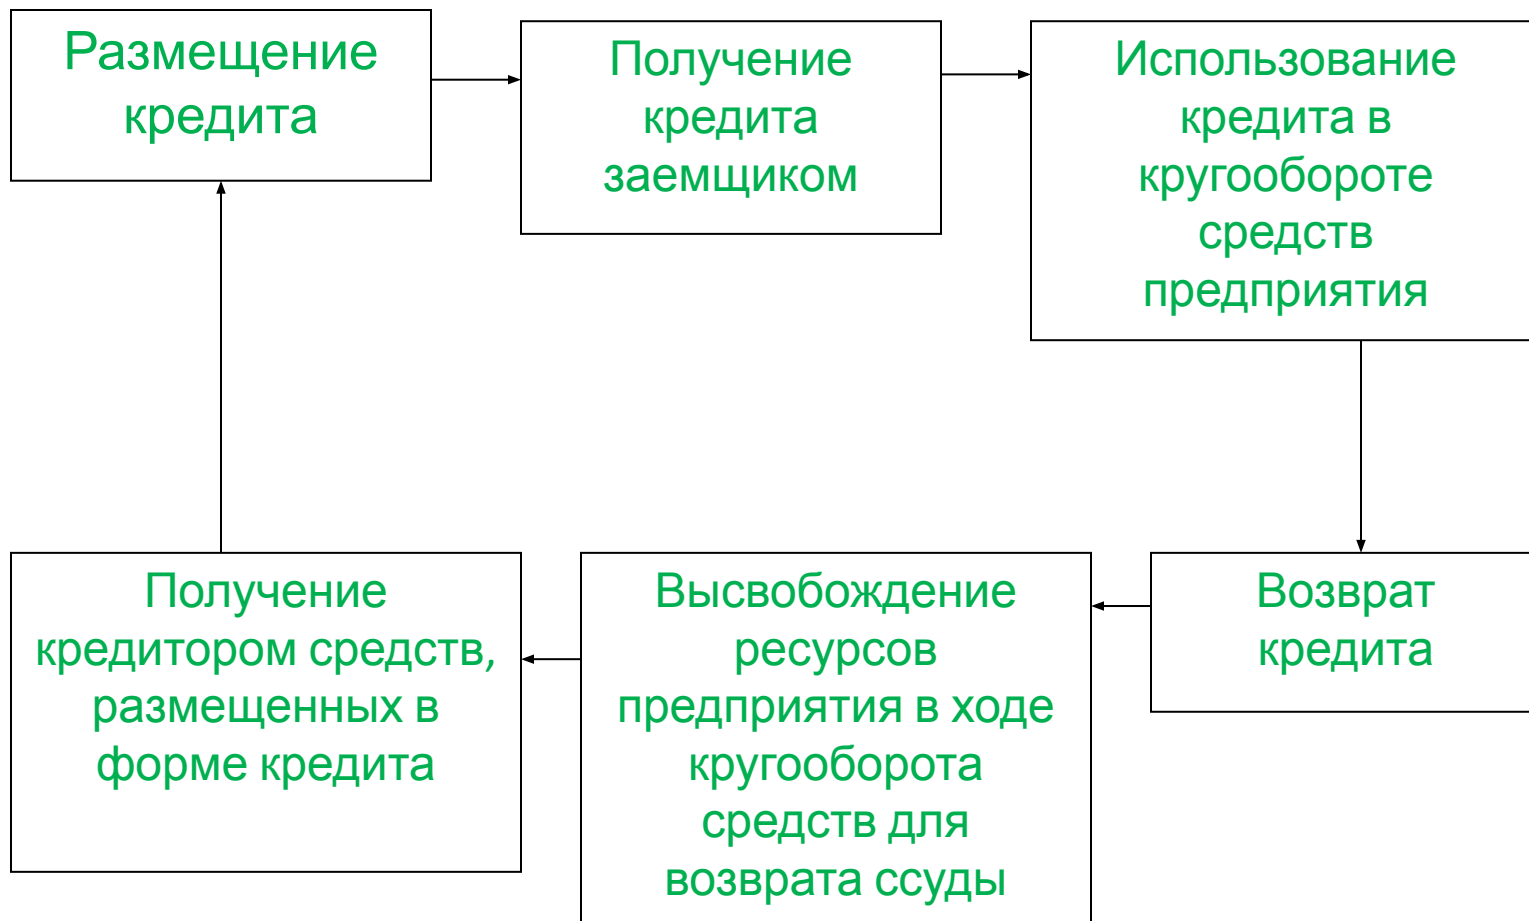 Размещение
кредита
Получение
кредита
заемщиком
Использование
кредита в
кругообороте
средств
предприятия
Возврат
кредита
Высвобождение
ресурсов
предприятия в ходе
кругооборота
средств для
возврата ссуды
Получение
кредитором средств,
размещенных в
форме кредита